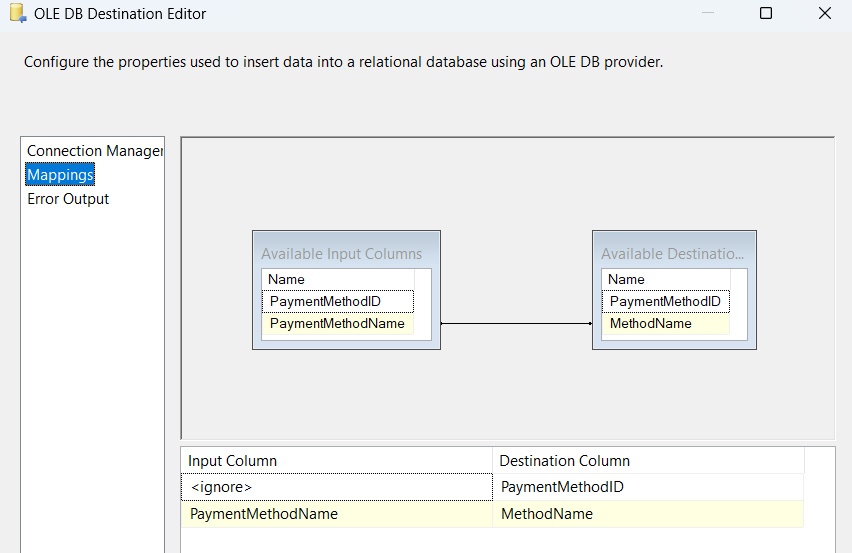 OLE DB Destination Editor
Configure the properties used to insert data into a relational database using an OLE DB provider.
Connection Manager
Mappings
Error Output
Available Input Columns
Name
PaymentMethodID
PaymentMethodName
Available Destinatio...
Name
PaymentMethodID
MethodName
Input Column Destination Column
<ignore> PaymentMethodID
PaymentMethodName MethodName